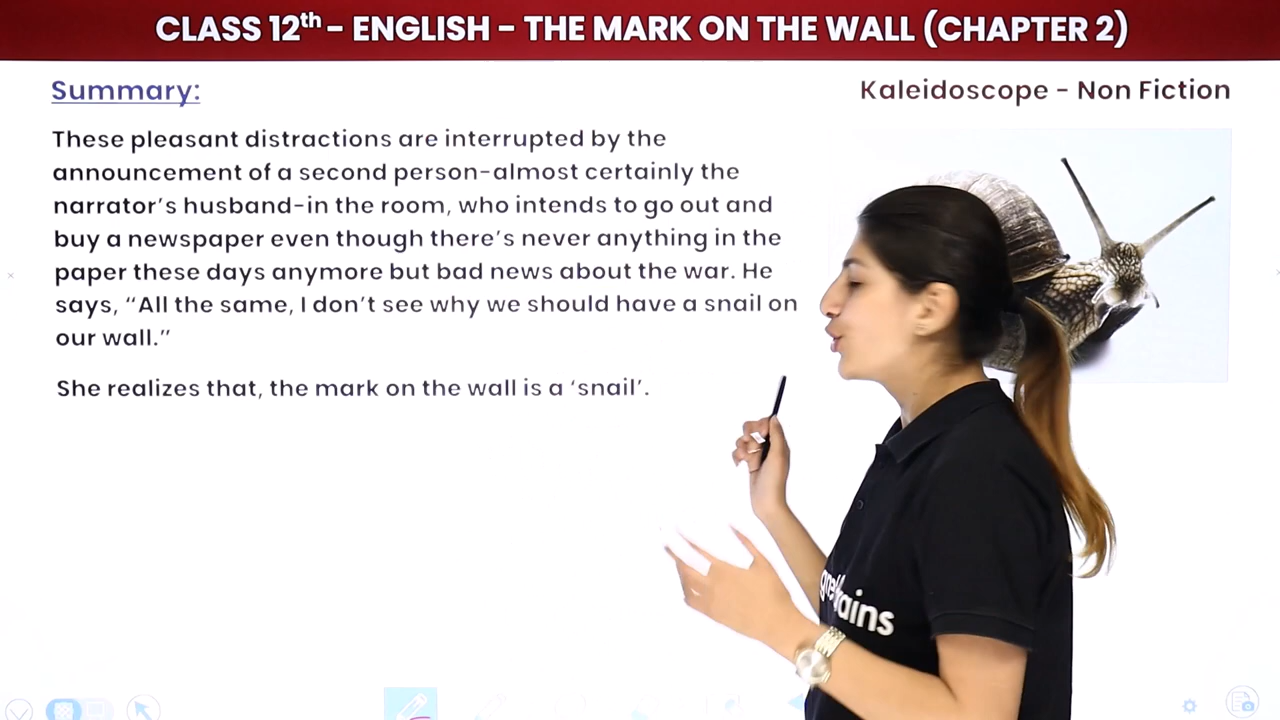 CLASS 12th - ENGLISH - THE MARK ON THE WALL (CHAPTER 2)
Summary:
Kaleidoscope - Non Fiction
These pleasant distractions are interrupted by the
announcement of a second person-almost certainly the
narrator's husband-in the room, who intends to go out and
buy a newspaper even though there's never anything in the
paper these days anymore but bad news about the war. He
says, "All the same, I don't see why we should have a snail on
our wall."
She realizes that, the mark on the wall is a 'snail'.